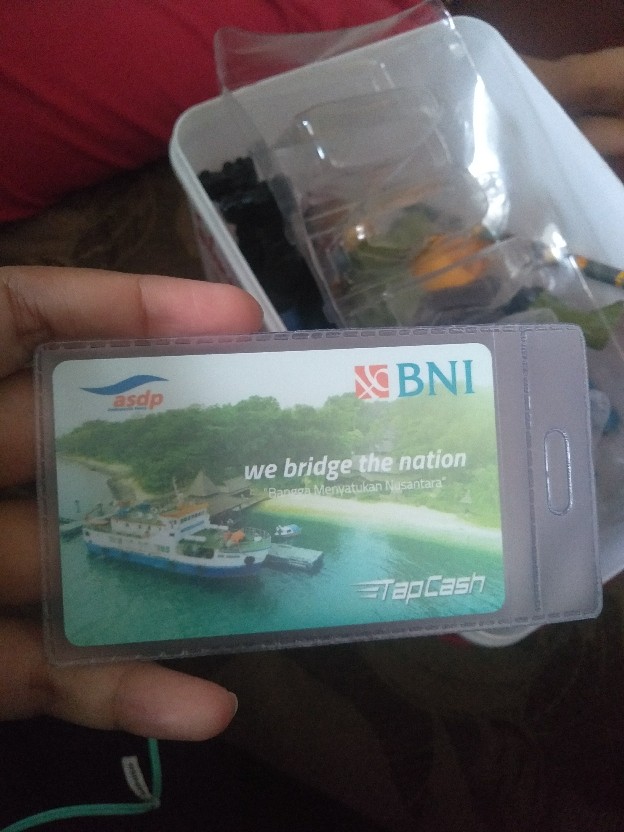 asdp
BNI
we bridge the nation
"Bangga Menyatukan Nusantara"
TapCash